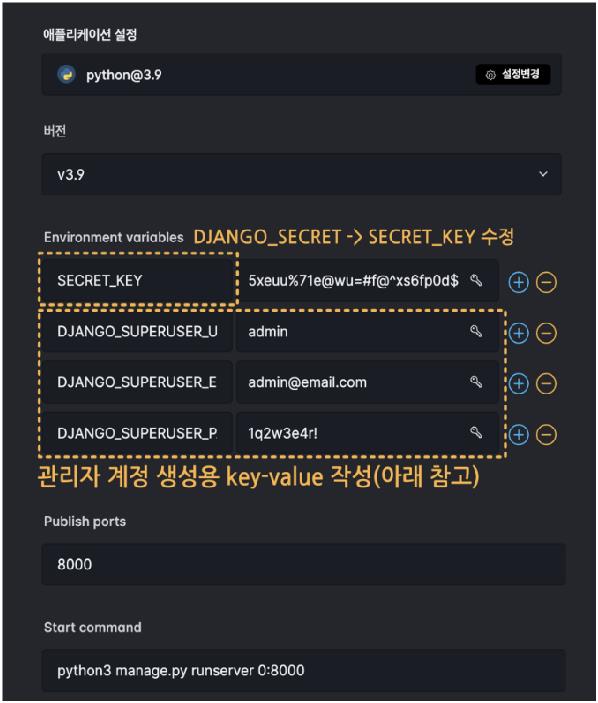 애플리케이션 설정
python@3.9
설정변경
버전
v3.9
Environment variables DJANGO_SECRET -> SECRET_KEY 수정
SECRET_KEY 5xeuu%71e@wu=#f@^xs6fp0d$
DJANGO_SUPERUSER_U admin
DJANGO_SUPERUSER_E admin@email.com
DJANGO_SUPERUSER_P. 1q2w3e4r!
관리자 계정 생성용 key-value 작성(아래 참고)
Publish ports
8000
Start command
python3 manage.py runserver 0:8000